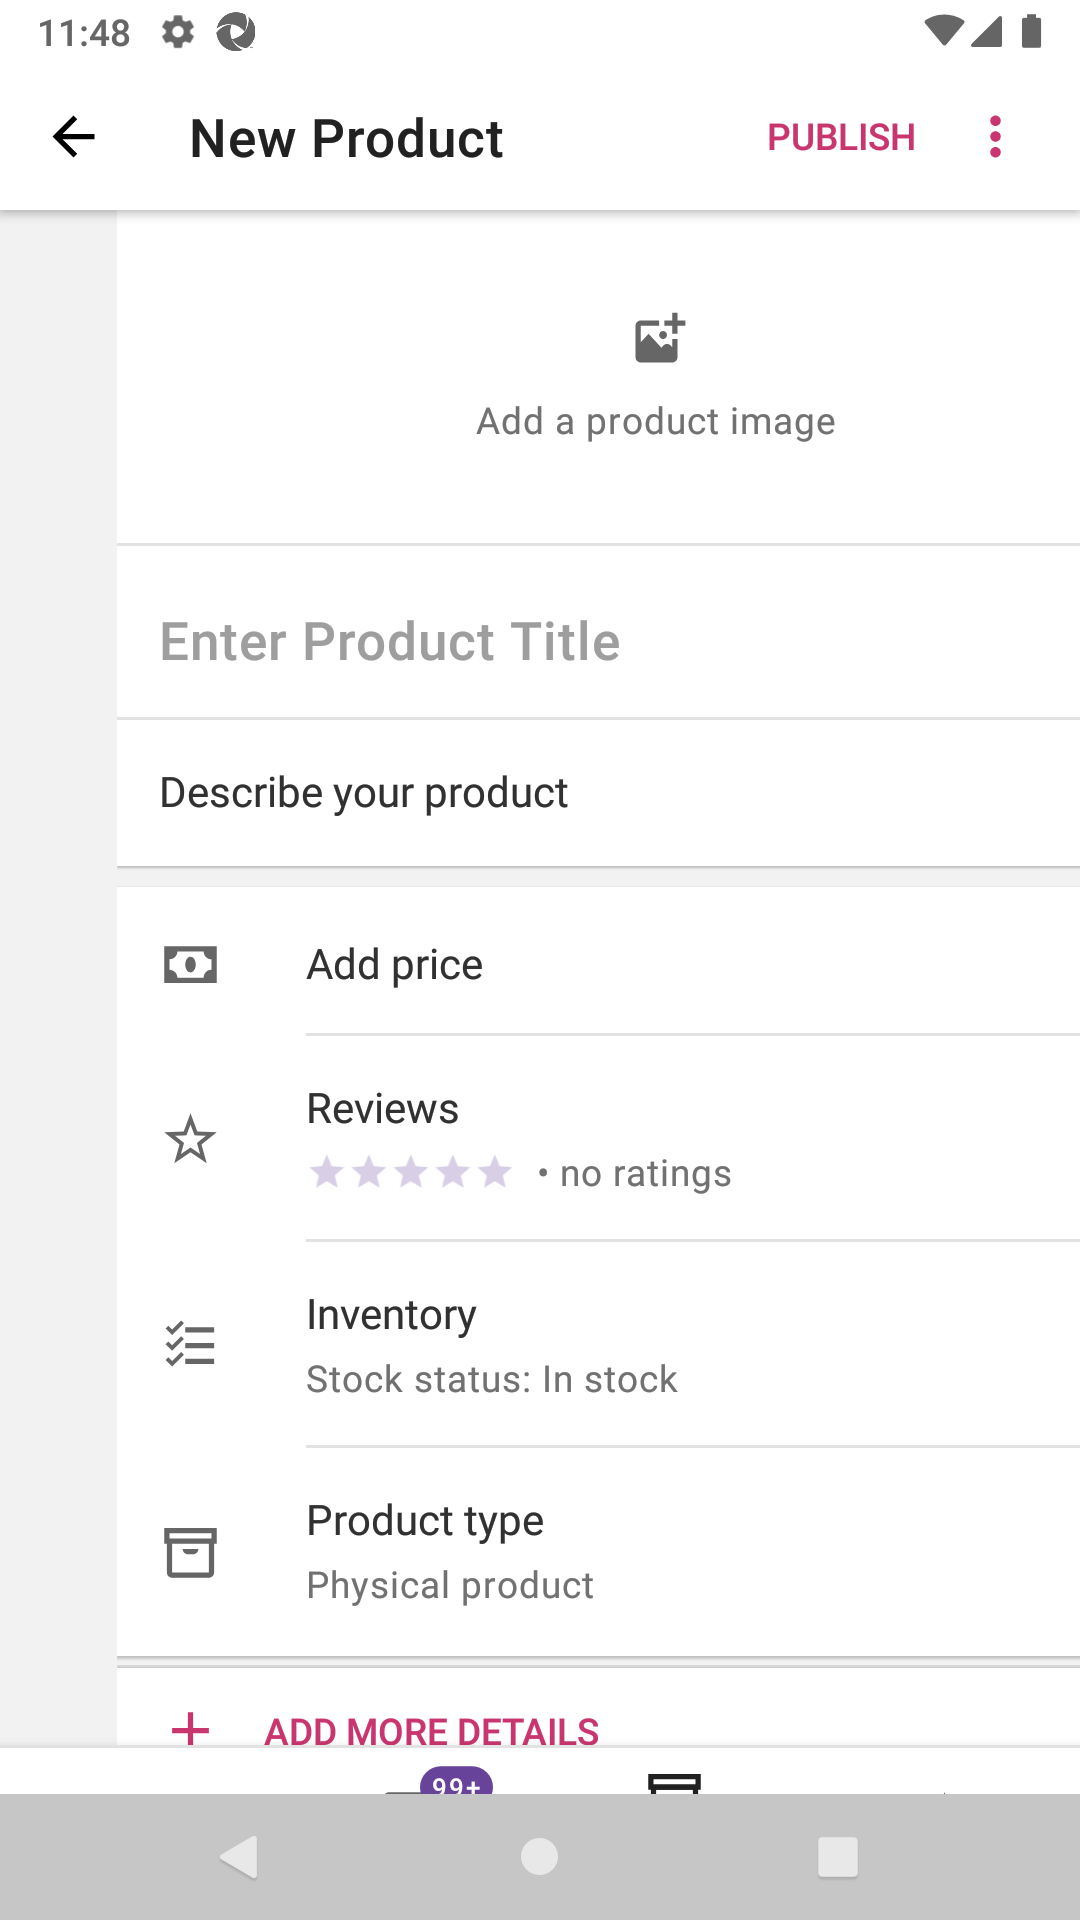 11:48
New Product
PUBLISH
Add a product image
Enter Product Title
Describe your product
Add price
Reviews
• no ratings
Inventory
Stock status: In stock
Product type
Physical product
ADD MORE DETAILS
99+